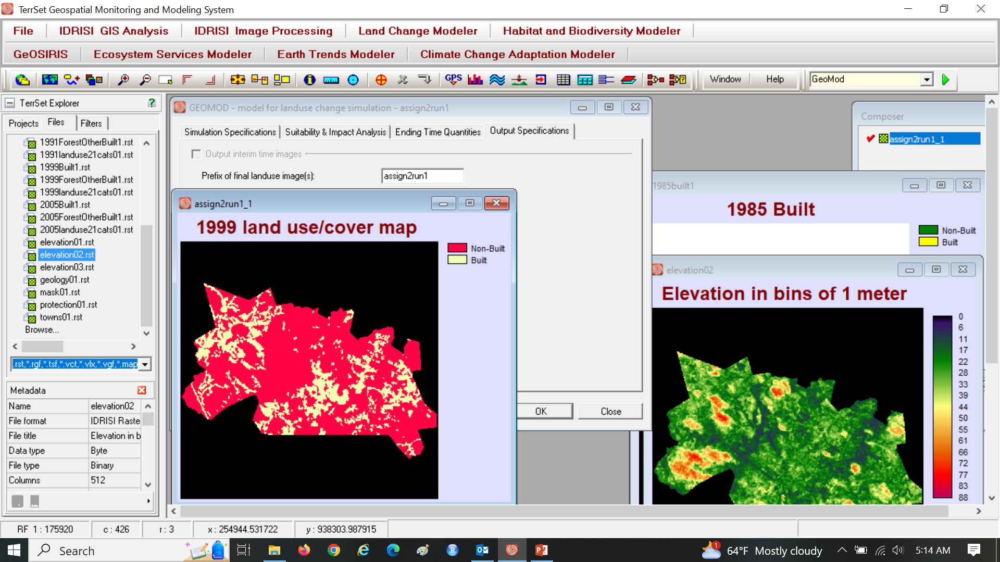 TerrSet Geospatial Monitoring and Modeling System
File
IDRISI GIS Analysis
IDRISI Image Processing
Land Change Modeler
Habitat and Biodiversity Modeler
GeOSIRIS
Ecosystem Services Modeler
Earth Trends Modeler
Climate Change Adaptation Modeler
GPS
Window
Help
GeoMod
TerrSet Explorer
?
Projects
Files
Filters
1991ForestOtherBuilt1.rst
1991landuse21cats01.rst
1999Built1.rst
1999ForestOtherBuilt1.rst
1999landuse21cats01.rst
2005Built1.rst
2005ForestOtherBuilt1.rst
2005landuse21cats01.rst
elevation01.rst
elevation02.rst
elevation03.rst
geology01.rst
mask01.rst
protection01.rst
towns01.rst
Browse...
.rst,*.rgf,*.tsf,*.vct,*.vlx,*.vgf,*.map
Metadata
Name elevation02
File format IDRISI Raste
File title Elevation in b
Data type Byte
File type Binary
Columns 512
GEOMOD - model for landuse change simulation - assign2run1
Simulation Specifications
Suitability & Impact Analysis
Ending Time Quantities
Output Specifications
Output interim time images
Prefix of final landuse image(s):
assign2run1
OK
Close
assign2run1_1
1999 land use/cover map
Non-Built
Built
Composer
assign2run1_1
1985built1
1985 Built
Non-Built
Built
elevation02
Elevation in bins of 1 meter
0
6
11
17
22
28
33
39
44
50
55
61
66
72
77
83
88
RF 1 : 175920
c : 426
r : 3
x : 254944.531722
y : 938303.987915
Search
1
64°F Mostly cloudy
5:14 AM